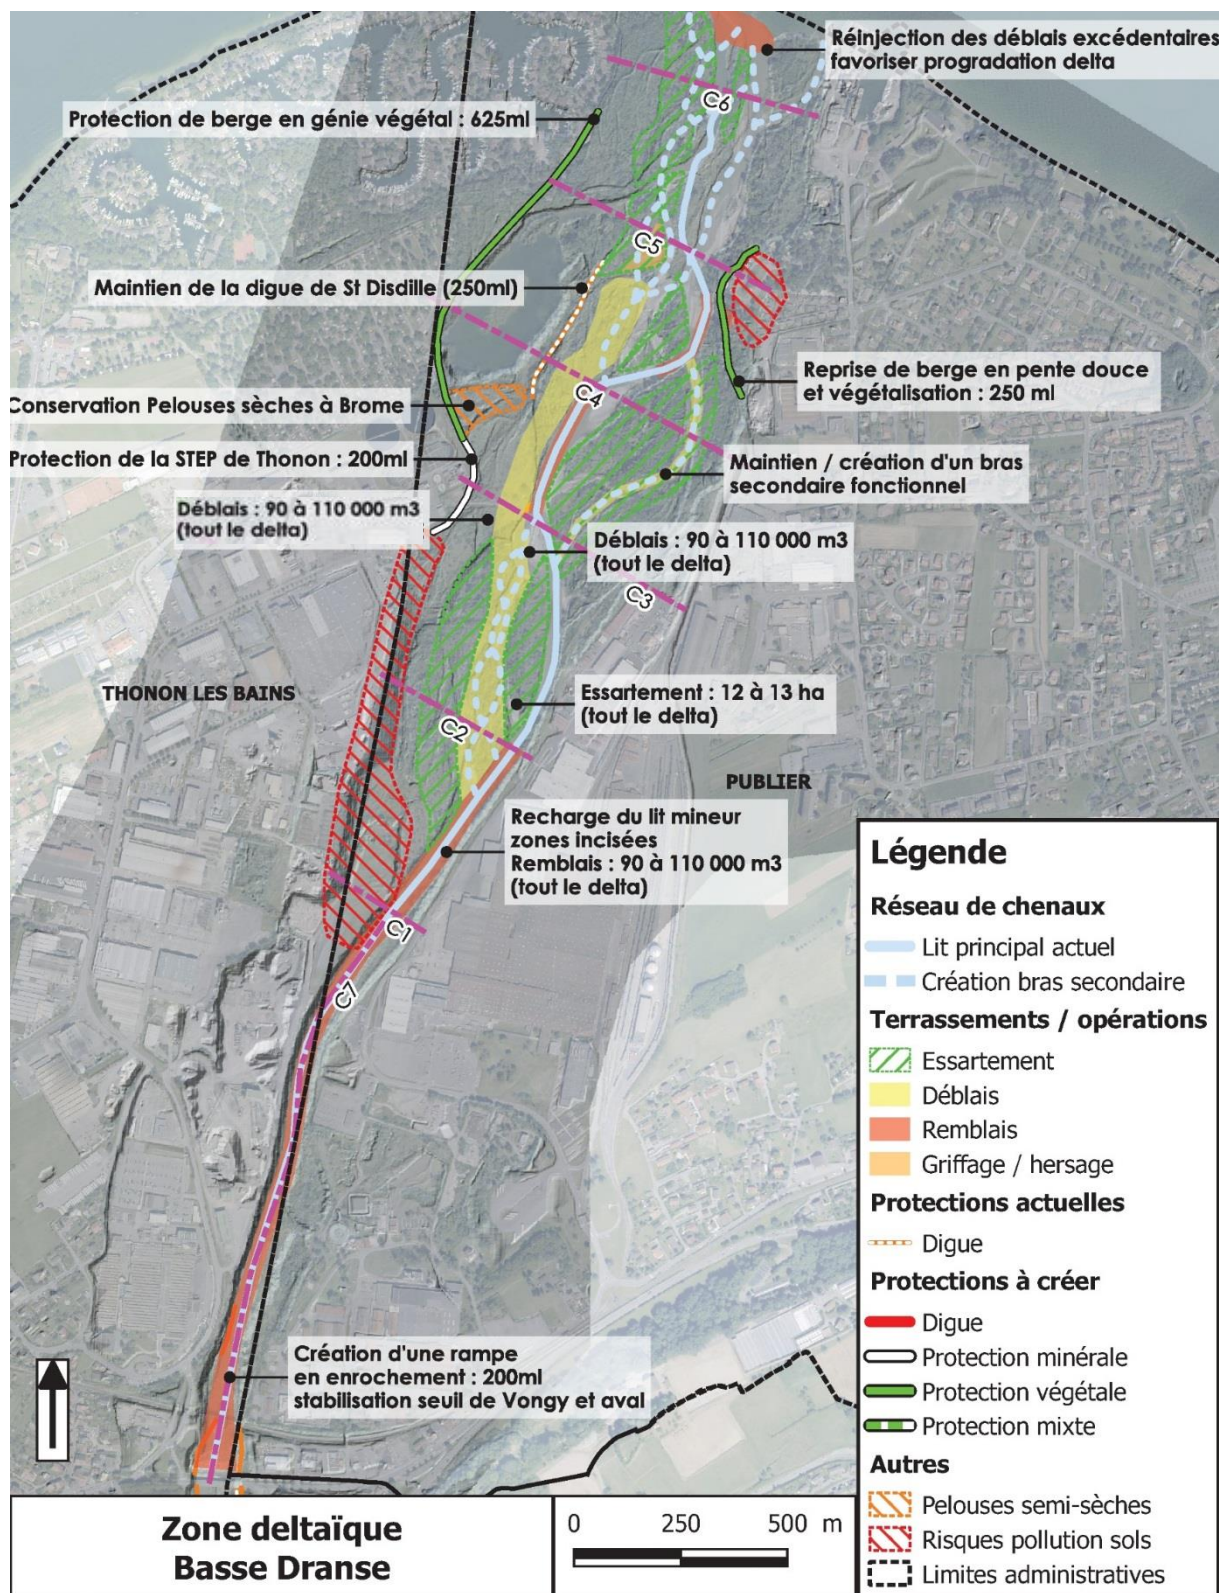 Réinjection des déblais excédentaires
favoriser progradation delta
C6
Protection de berge en génie végétal : 625ml
C5
Maintien de la digue de St Disdille (250ml)
Reprise de berge en pente douce
et végétalisation : 250 ml
C4
Conservation Pelouses sèches à Brome
Protection de la STEP de Thonon : 200ml
Maintien / création d'un bras
secondaire fonctionnel
Déblais : 90 à 110 000 m3
(tout le delta)
Déblais : 90 à 110 000 m3
(tout le delta)
C3
THONON LES BAINS
Essartement : 12 à 13 ha
(tout le delta)
C2
PUBLIER
Recharge du lit mineur
zones incisées
Remblais : 90 à 110 000 m3
(tout le delta)
C1
C7
Création d'une rampe
en enrochement : 200ml
stabilisation seuil de Vongy et aval
Légende
Réseau de chenaux
Lit principal actuel
Création bras secondaire
Terrassements / opérations
Essartement
Déblais
Remblais
Griffage / hersage
Protections actuelles
Digue
Protections à créer
Digue
Protection minérale
Protection végétale
Protection mixte
Autres
Pelouses semi-sèches
Risques pollution sols
Limites administratives
Zone deltaïque
Basse Dranse
0 250 500 m